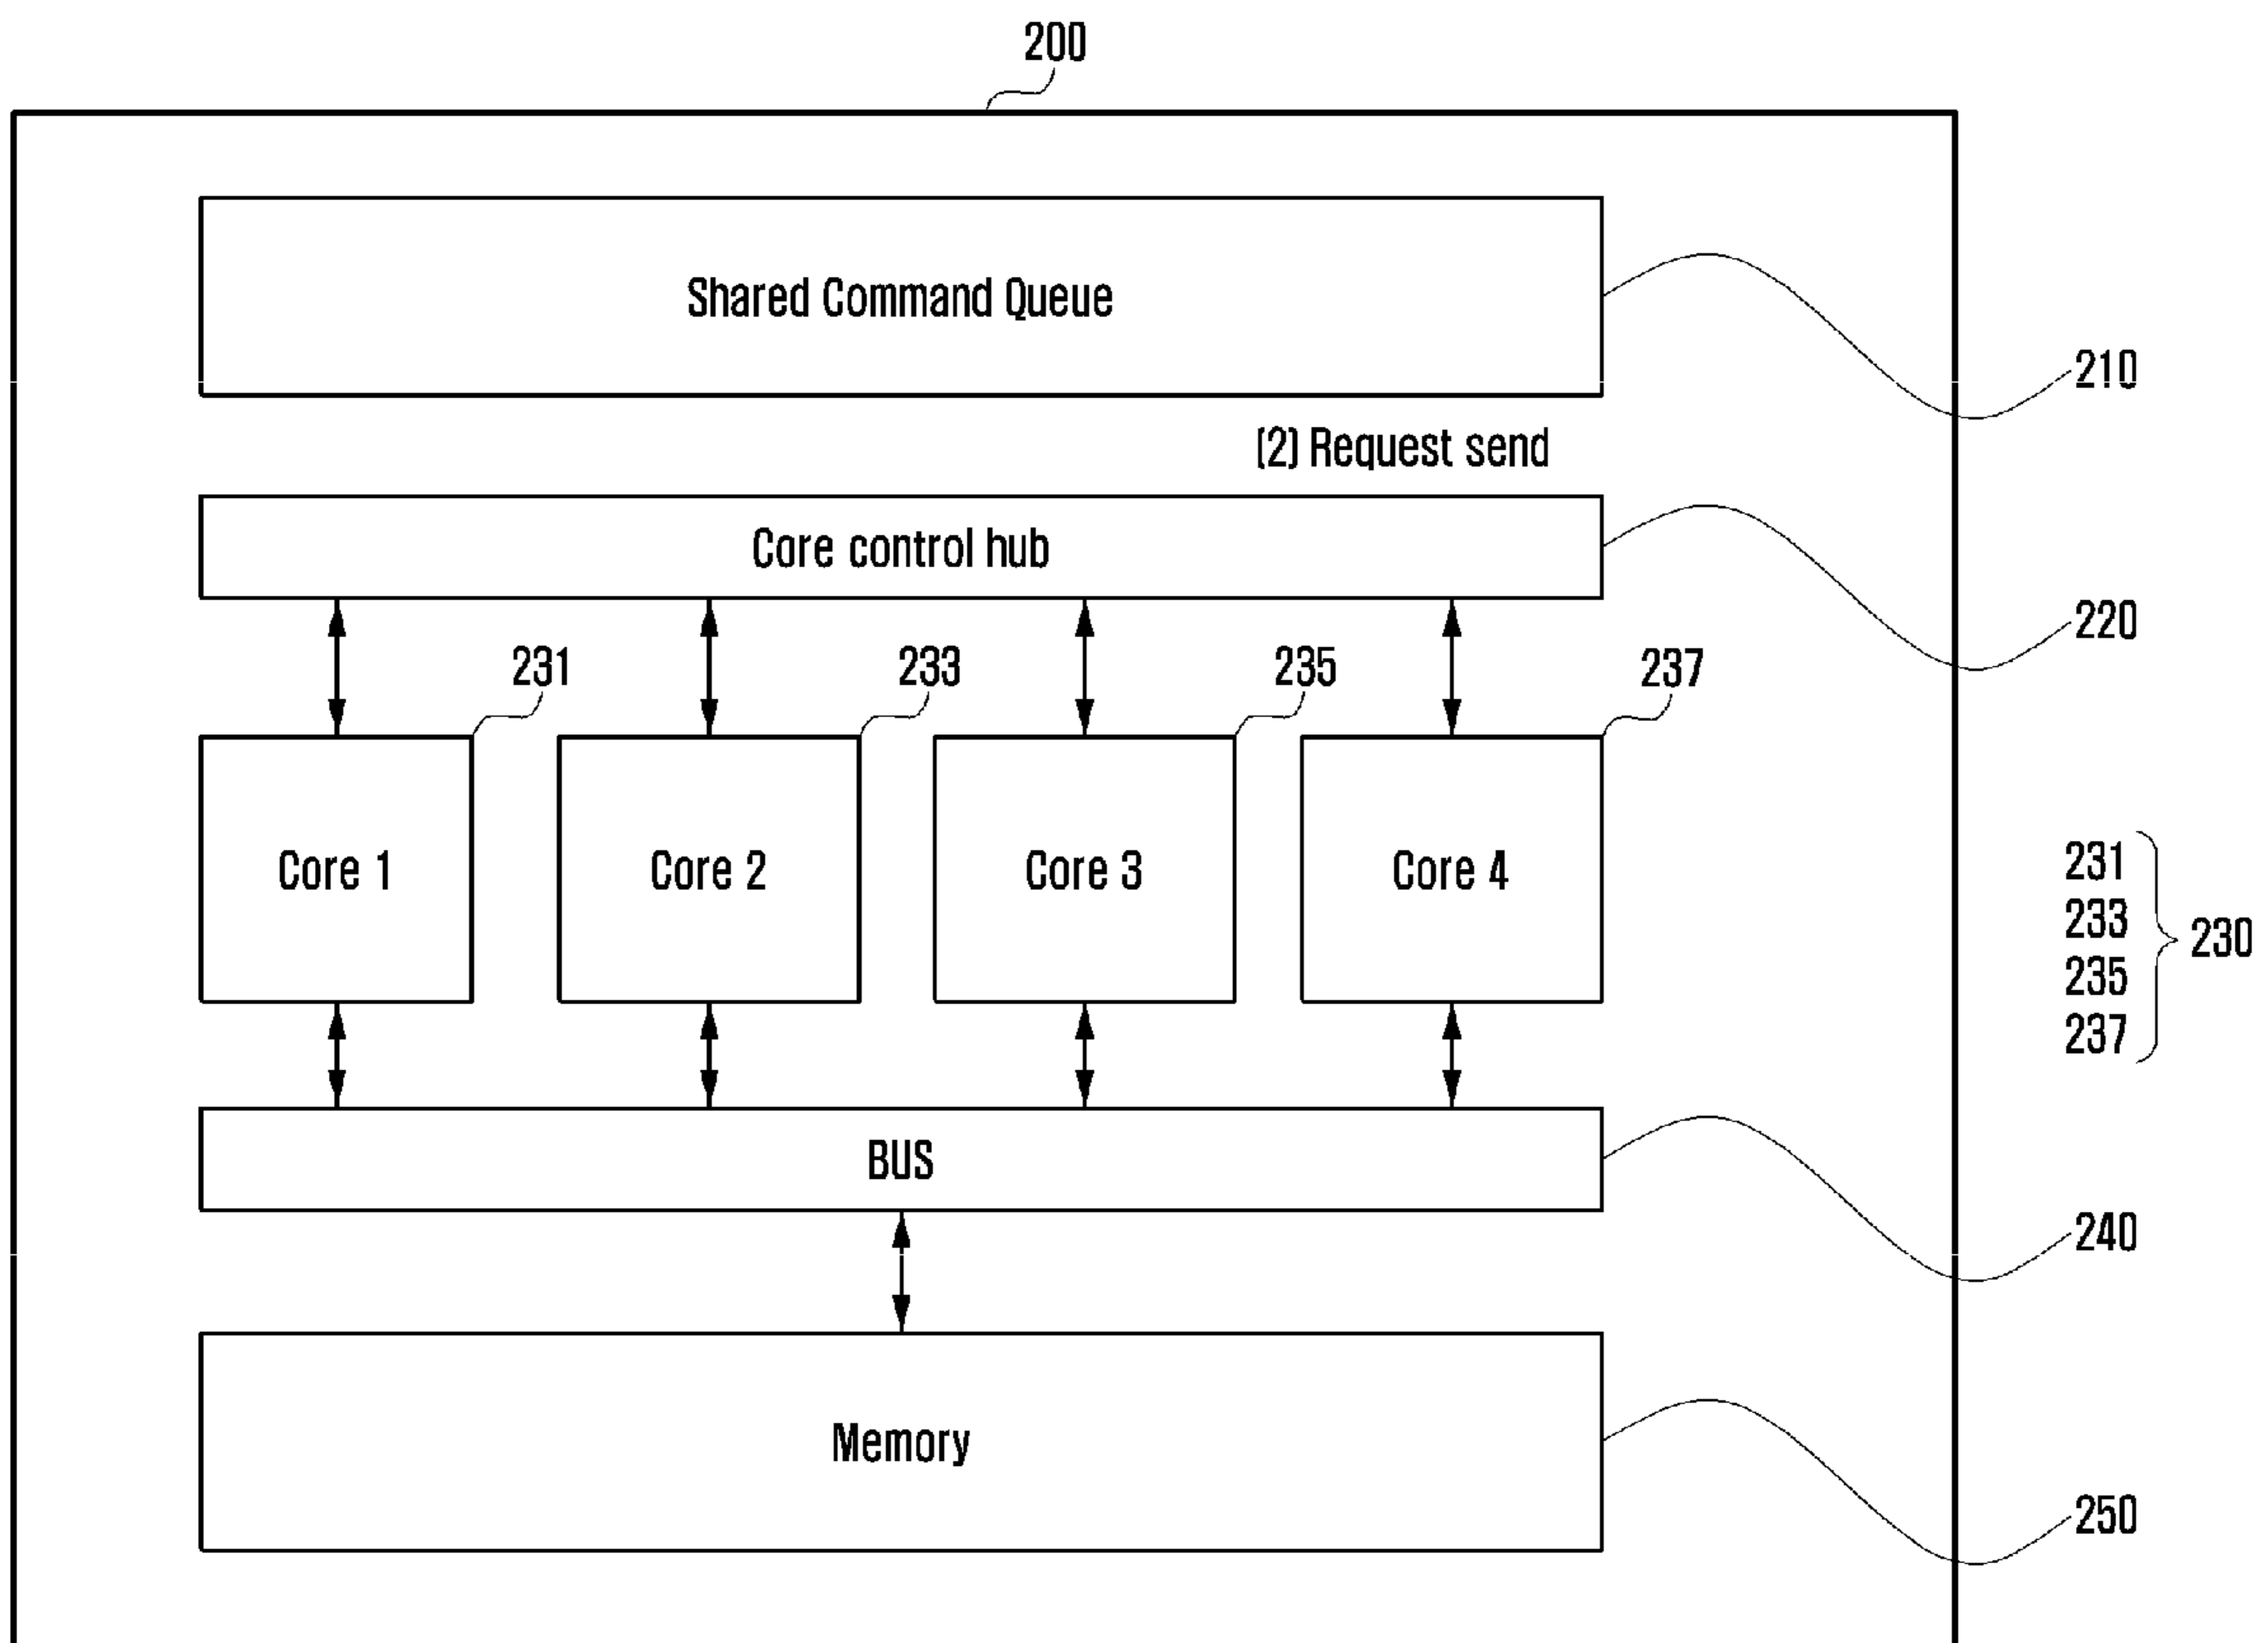 200
Shared Command Queue
210
(2) Request send
Core control hub
220
231
233
235
237
Core 1
Core 2
Core 3
Core 4
231
233
235
237
230
BUS
240
Memory
250